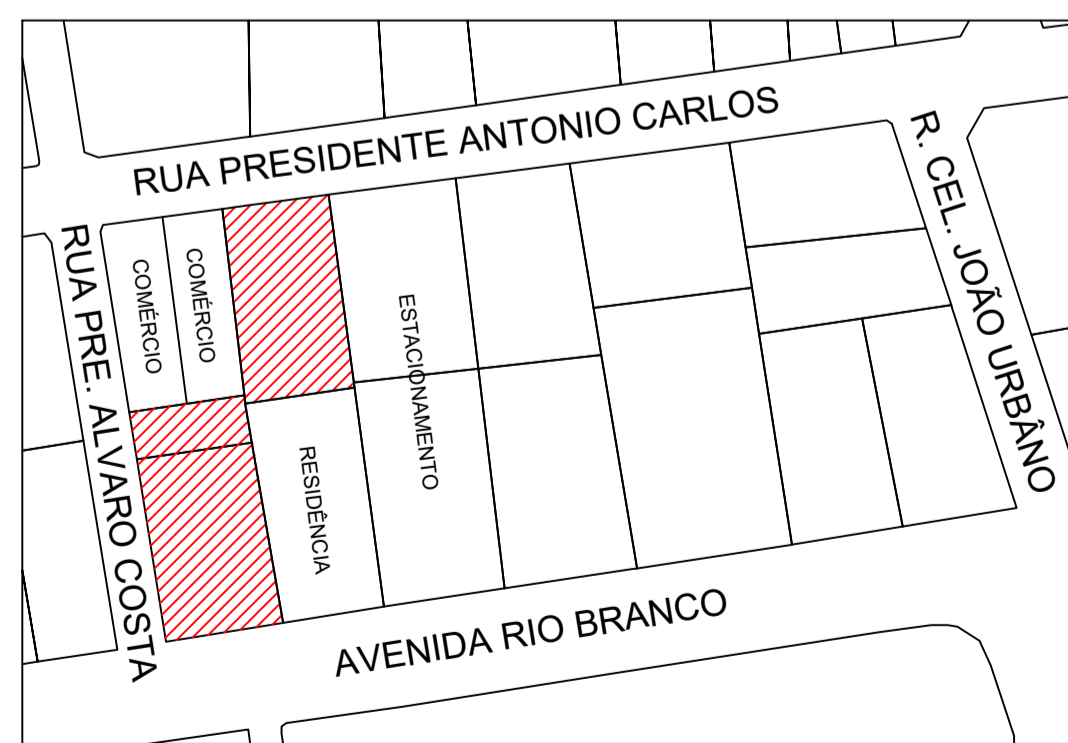 RUA PRESIDENTE ANTONIO CARLOS
R. CEL. JOÃO URBÂNO
RUA PRE. ALVARO COSTA
COMÉRCIO
COMÉRCIO
ESTACIONAMENTO
RESIDÊNCIA
AVENIDA RIO BRANCO